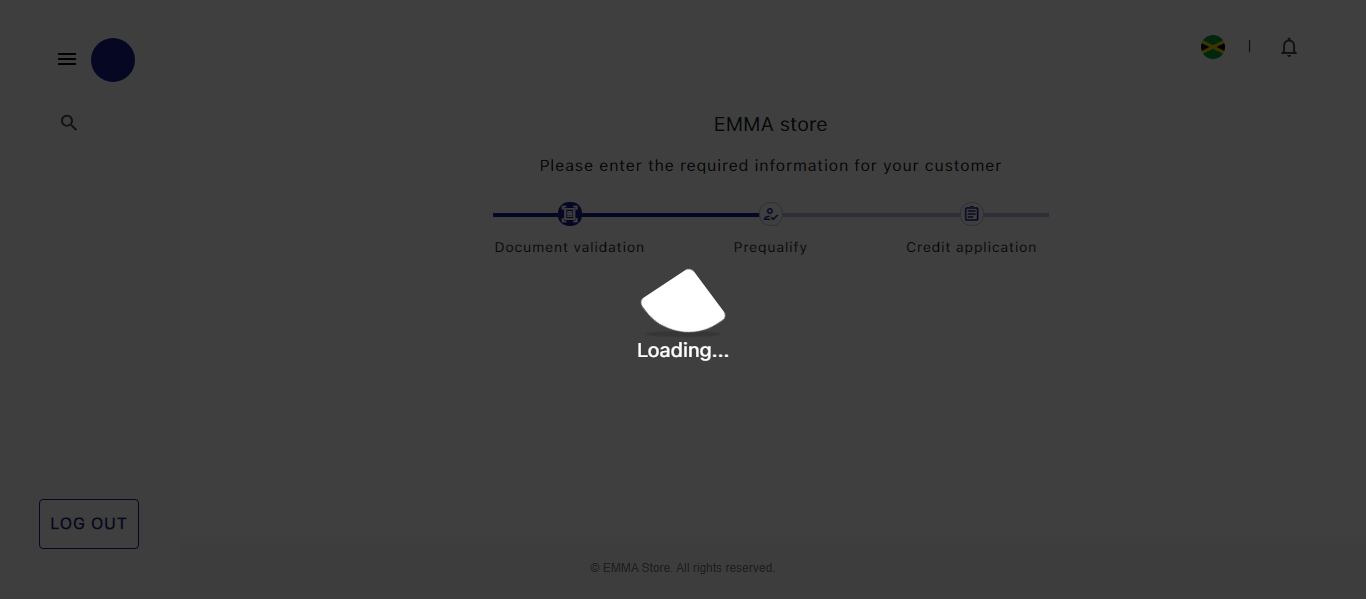 EMMA store
Please enter the required information for your customer
Document validation
Prequalify
Credit application
Loading...
LOG OUT
© EMMA Store. All rights reserved.